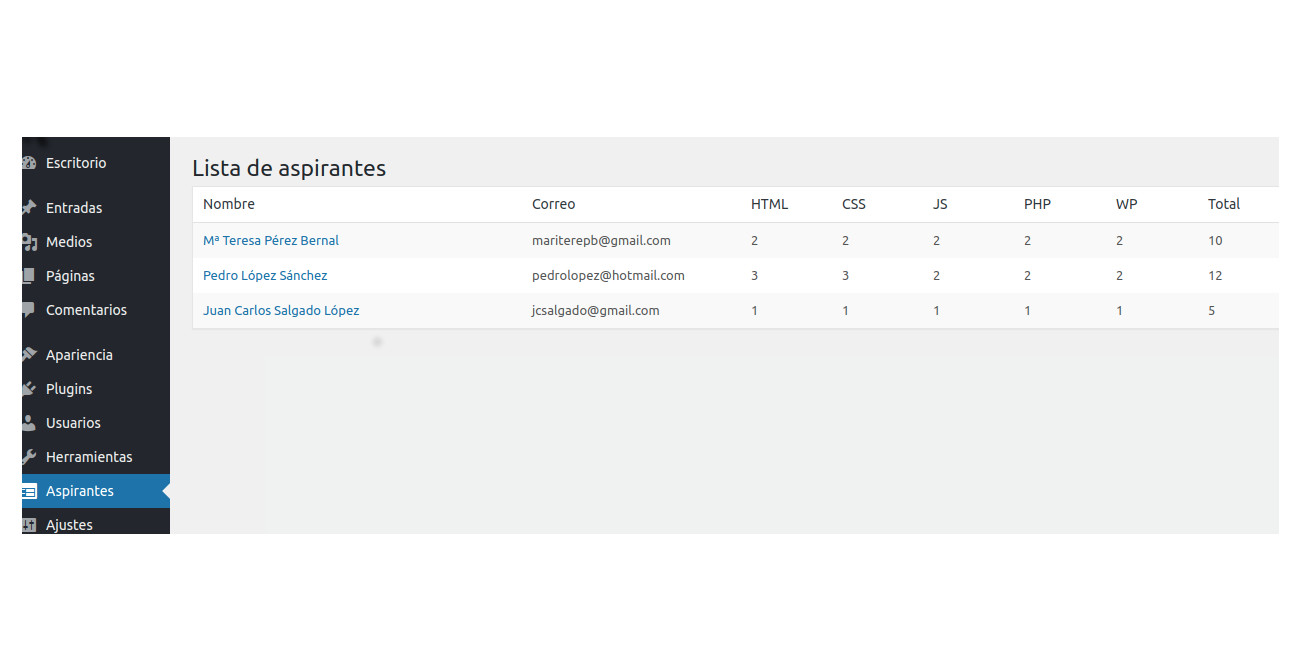 Escritorio
Entradas
Medios
Páginas
Comentarios
Apariencia
Plugins
Usuarios
Herramientas
Aspirantes
Ajustes
Lista de aspirantes
Nombre Correo HTML CSS JS PHP WP Total
Mª Teresa Pérez Bernal mariterepb@gmail.com 2 2 2 2 2 10
Pedro López Sánchez pedrolopez@hotmail.com 3 3 2 2 2 12
Juan Carlos Salgado López jcsalgado@gmail.com 1 1 1 1 1 5